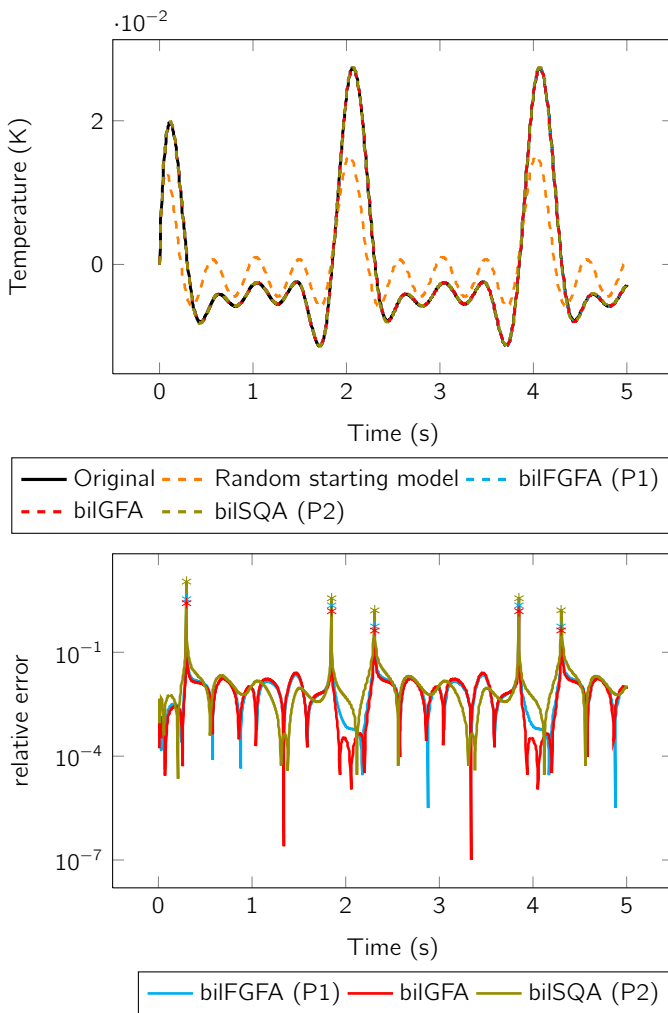 ·10⁻²
2
0
Temperature (K)
0 1 2 3 4 5
Time (s)
Original Random starting model bilFGFA (P1)
bilGFA bilSQA (P2)
10⁻¹
10⁻⁴
10⁻⁷
relative error
0 1 2 3 4 5
Time (s)
bilFGFA (P1) bilGFA bilSQA (P2)